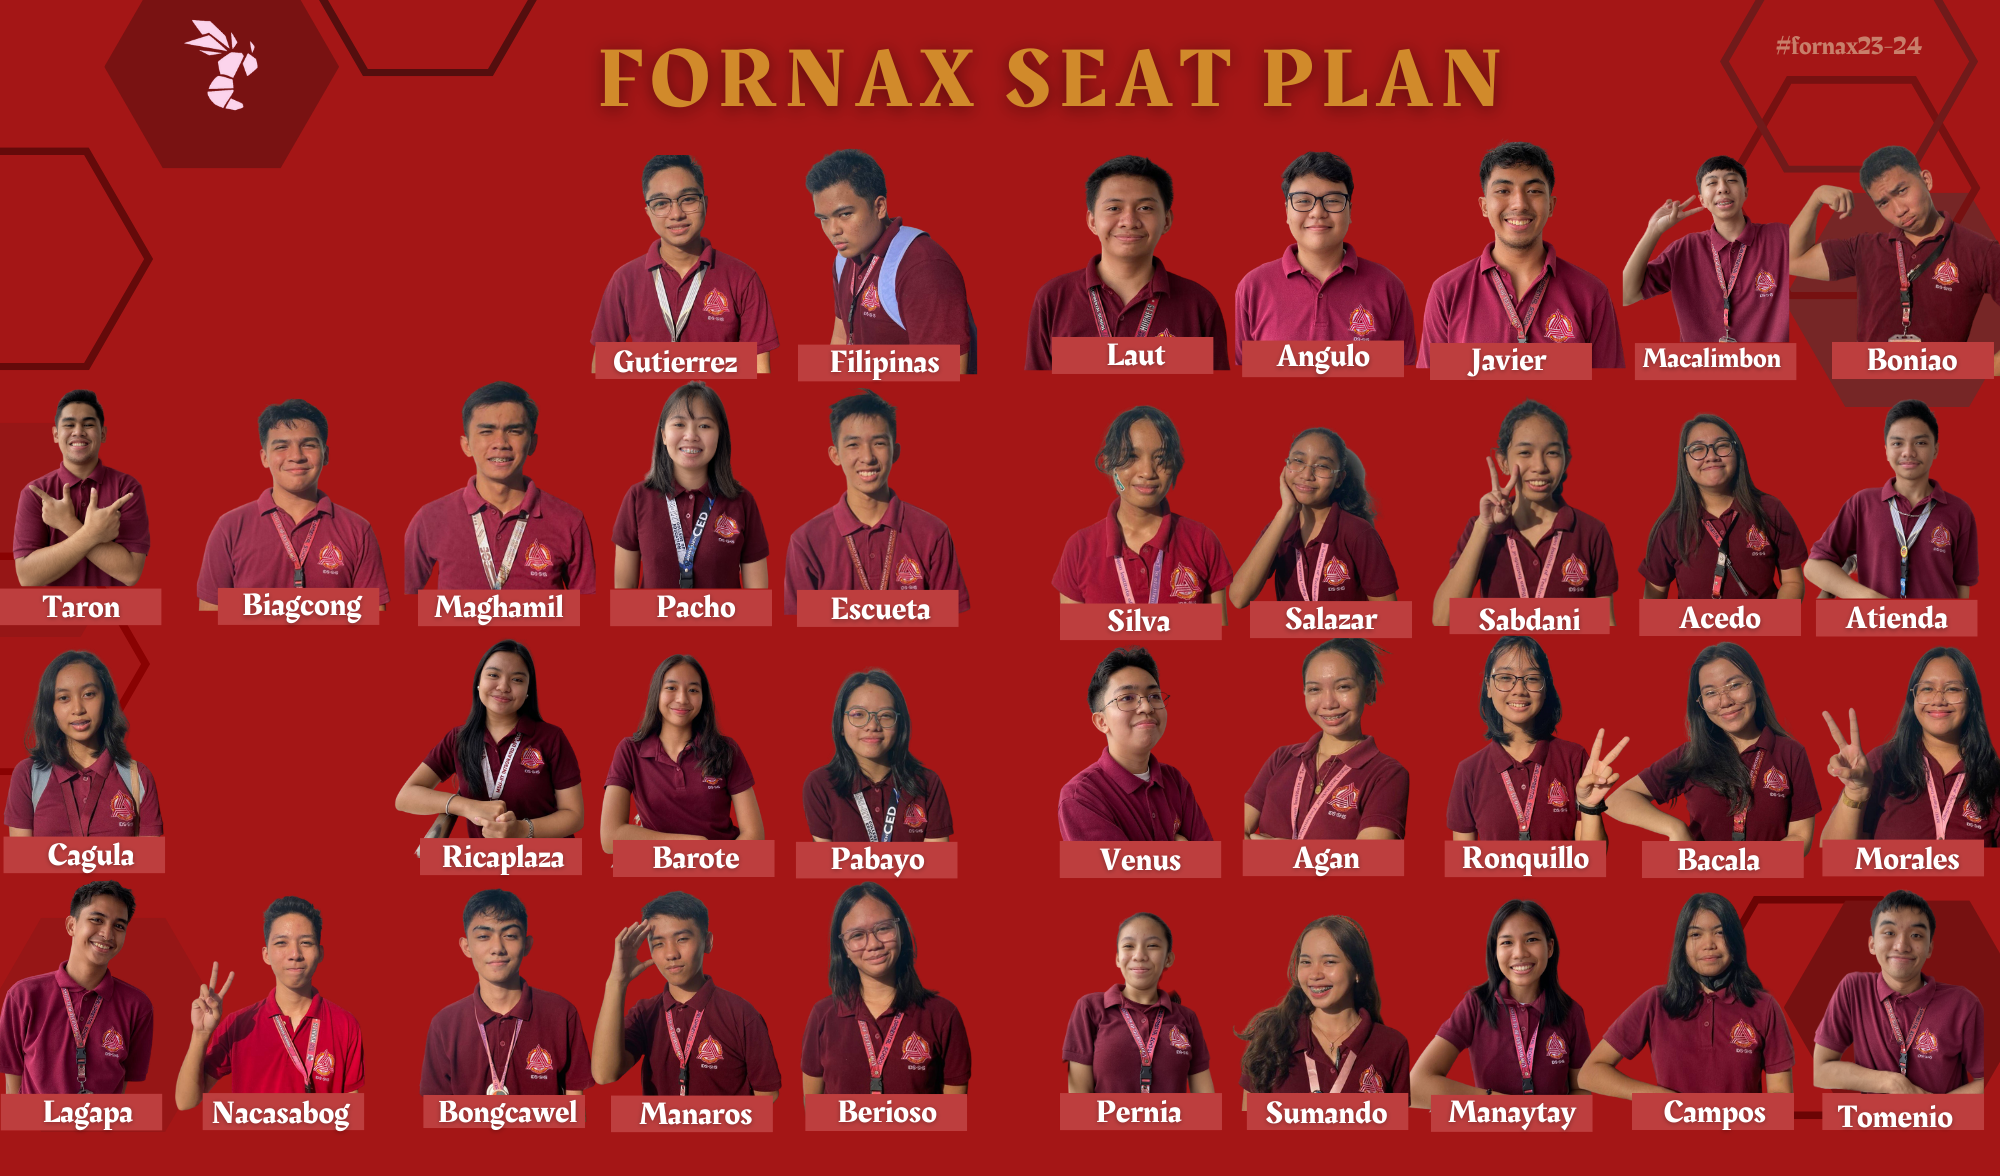 FORNAX SEAT PLAN
#fornax23-24
Gutierrez
Filipinas
Laut
Angulo
Javier
Macalimbon
Boniao
Taron
Biagcong
Maghamil
Pacho
Escueta
Silva
Salazar
Sabdani
Acedo
Atienda
Cagula
Ricaplaza
Barote
Pabayo
Venus
Agan
Ronquillo
Bacala
Morales
Lagapa
Nacasabog
Bongcawel
Manaros
Berioso
Pernia
Sumando
Manaytay
Campos
Tomenio